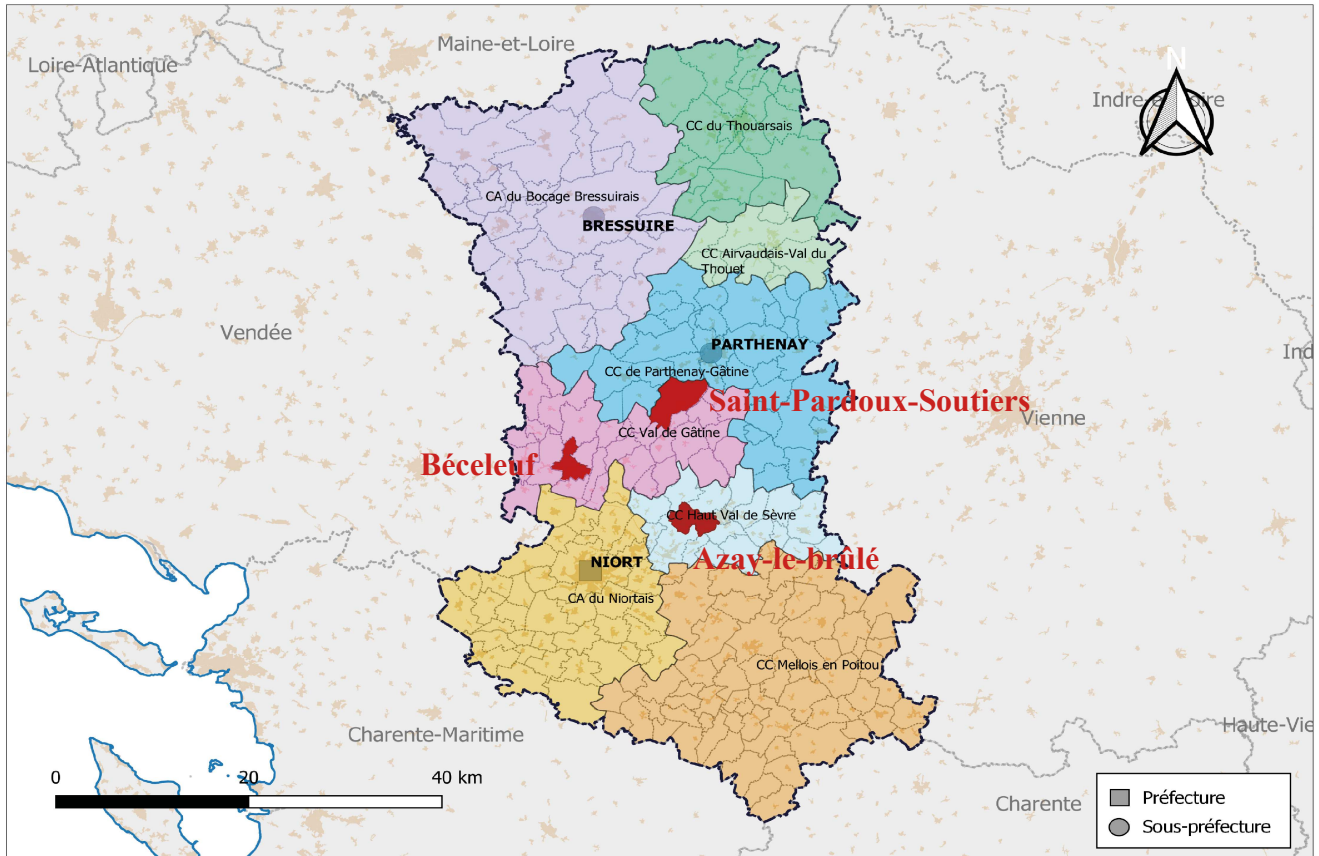 Maine-et-Loire
N
Loire-Atlantique
Indre-et-Loire
CC du Thouarsais
CA du Bocage Bressuirais
BRESSUIRE
CC Airvaudais-Val du
Thouet
Vendée
PARTHENAY
Ind
CC de Parthenay-Gâtine
Saint-Pardoux-Soutiers
Vienne
CC Val de Gâtine
Béceleuf
CC Haut Val de Sèvre
Azay-le-brûlé
NIORT
CA du Niortais
CC Mellois en Poitou
Haute-Vie
Charente-Maritime
0 20 40 km
Charente
Préfecture
Sous-préfecture